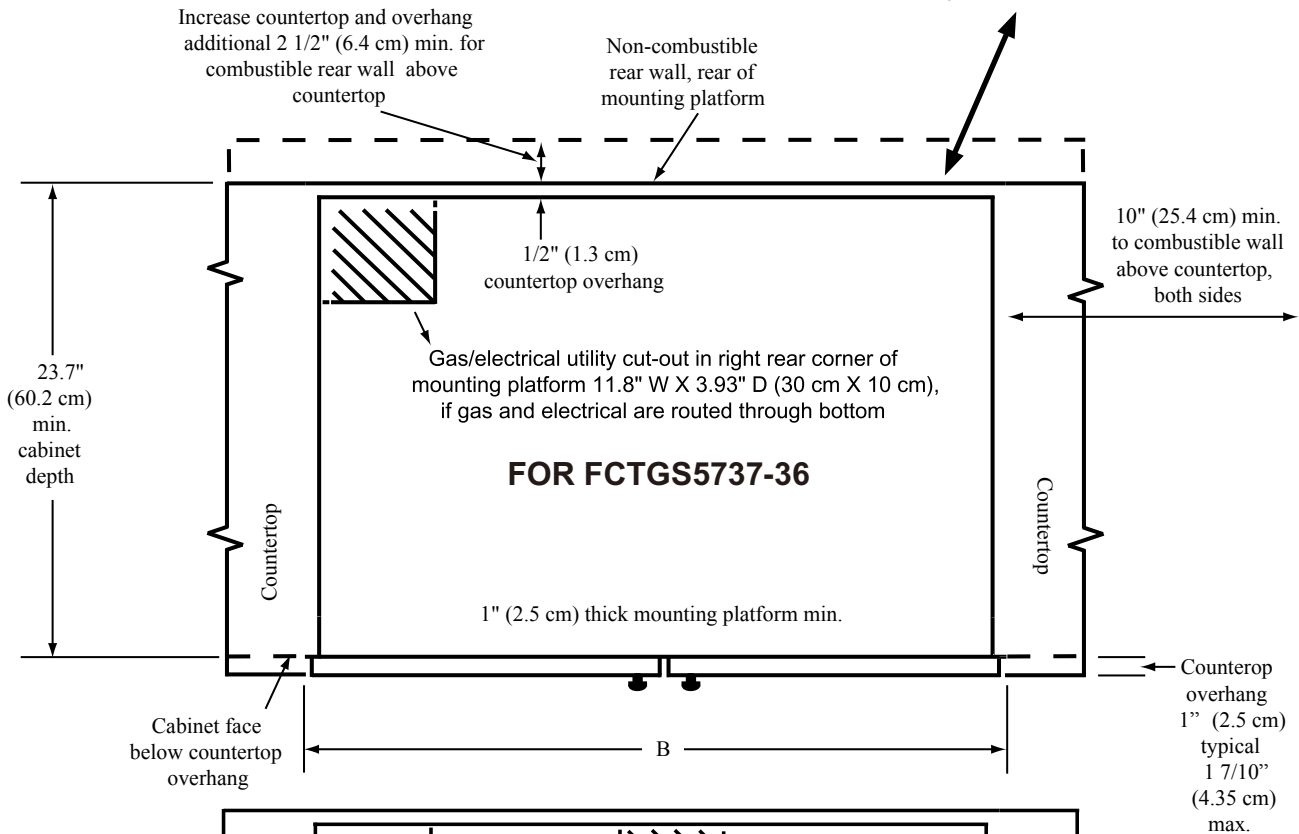 Increase countertop and overhang
additional 2 1/2" (6.4 cm) min. for
combustible rear wall above
countertop
Non-combustible
rear wall, rear of
mounting platform
10" (25.4 cm) min.
to combustible wall
above countertop,
both sides
1/2" (1.3 cm)
countertop overhang
Gas/electrical utility cut-out in right rear corner of
mounting platform 11.8" W X 3.93" D (30 cm X 10 cm),
if gas and electrical are routed through bottom
23.7"
(60.2 cm)
min.
cabinet
depth
FOR FCTGS5737-36
Countertop
Countertop
1" (2.5 cm) thick mounting platform min.
Cabinet face
below countertop
overhang
B
Counterop
overhang
1” (2.5 cm)
typical
1 7/10”
(4.35 cm)
max.